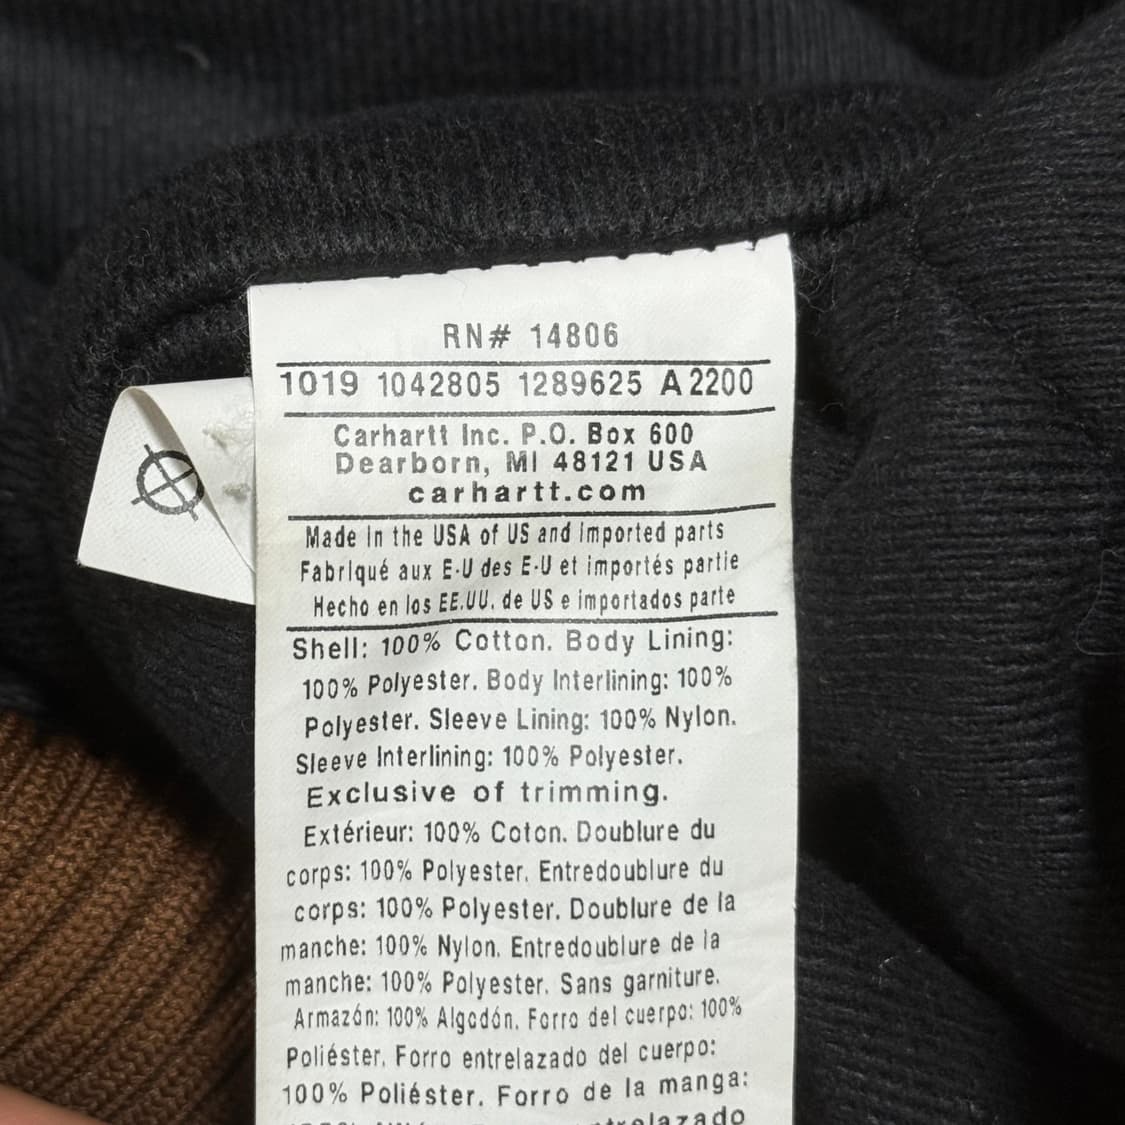 RN# 14806
1019 1042805 1289625 A2200
Carhartt Inc. P.O. Box 600
Dearborn, MI 48121 USA
carhartt.com
Made in the USA of US and imported parts
Fabriqué aux E-U des E-U et importés partie
Hecho en los EE.UU. de US e importados parte
Shell: 100% Cotton. Body Lining:
100% Polyester. Body Interlining: 100%
Polyester. Sleeve Lining: 100% Nylon.
Sleeve Interlining: 100% Polyester.
Exclusive of trimming.
Extérieur: 100% Coton. Doublure du
corps: 100% Polyester. Entredoublure du
corps: 100% Polyester. Doublure de la
manche: 100% Nylon. Entredoublure de la
manche: 100% Polyester. Sans garniture.
Armazón: 100% Algodón. Forro del cuerpo: 100%
Poliéster. Forro entrelazado del cuerpo:
100% Poliéster. Forro de la manga: